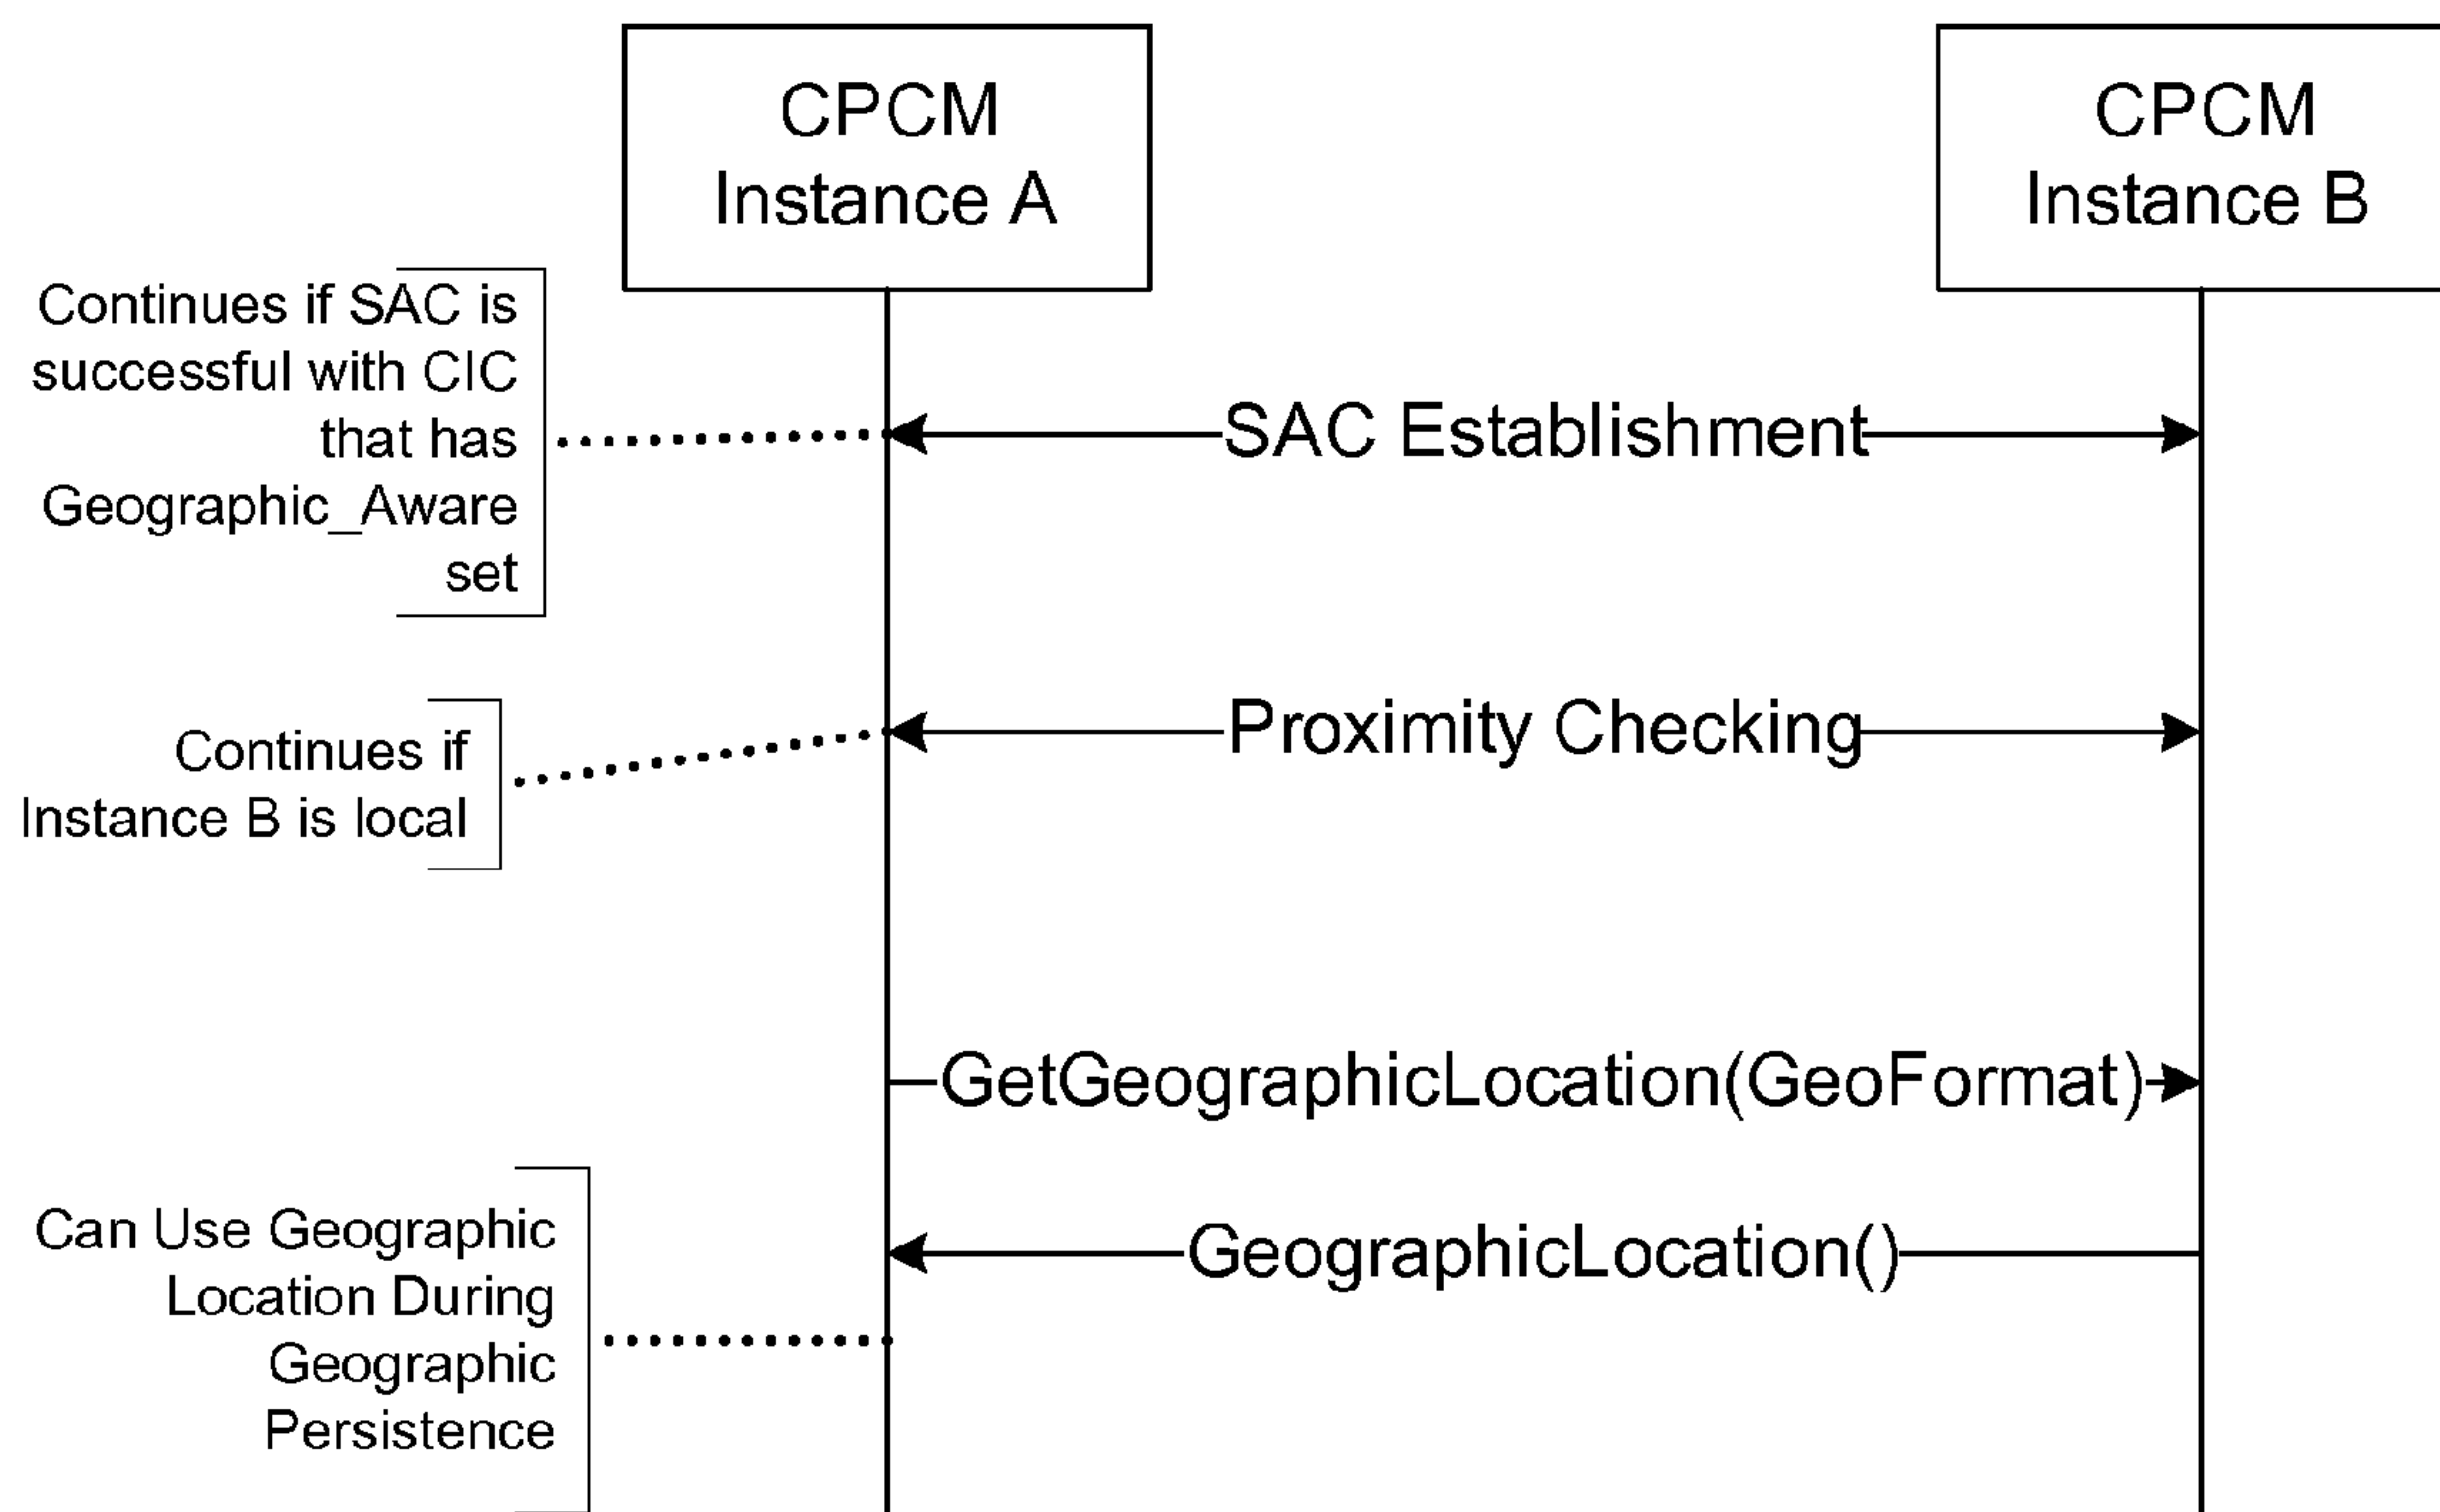 CPCM
Instance A
CPCM
Instance B
Continues if SAC is
successful with CIC
that has
Geographic_Aware
set
SAC Establishment
Continues if
Instance B is local
Proximity Checking
GetGeographicLocation(GeoFormat)
Can Use Geographic
Location During
Geographic
Persistence
GeographicLocation()